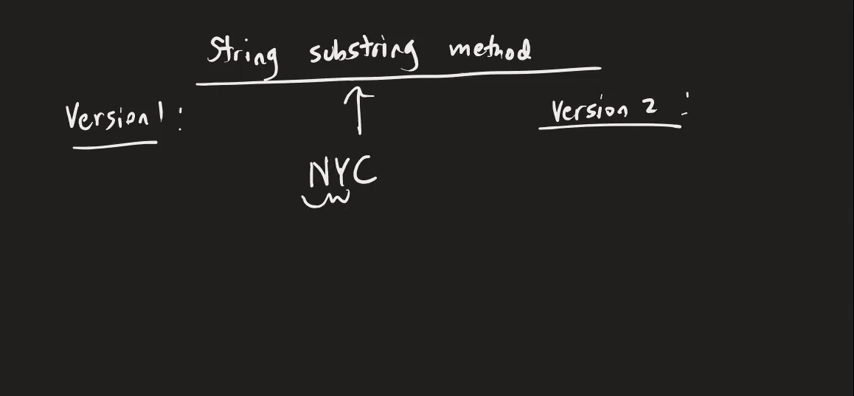 String substring method
Version 1 :
Version 2 :
NYC